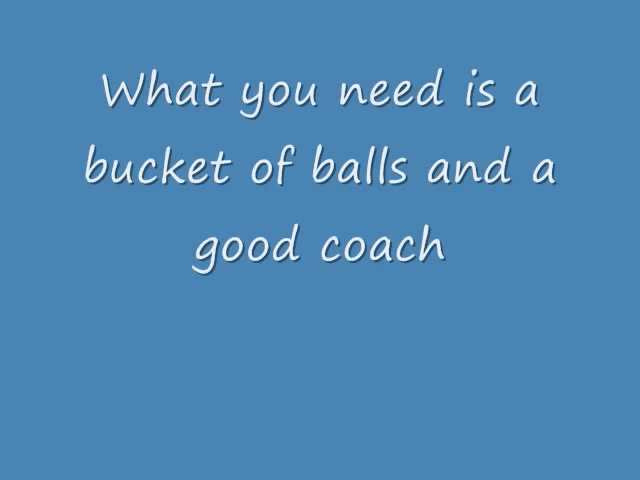 What you need is a
bucket of balls and a
good coach